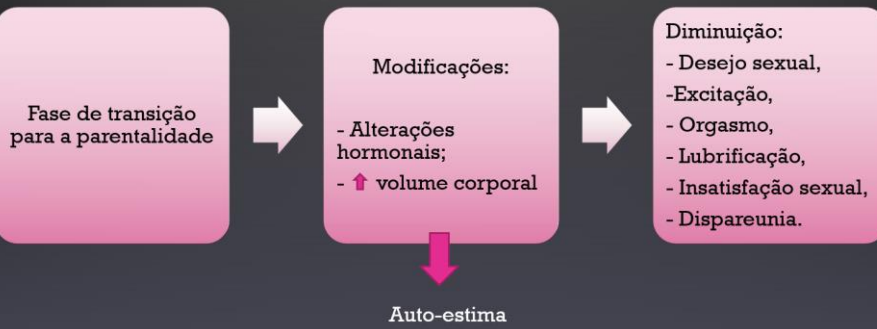 Fase de transição
para a parentalidade
Modificações:
- Alterações
hormonais;
- ⬆ volume corporal
Auto-estima
Diminuição:
- Desejo sexual,
-Excitação,
- Orgasmo,
- Lubrificação,
- Insatisfação sexual,
- Dispareunia.